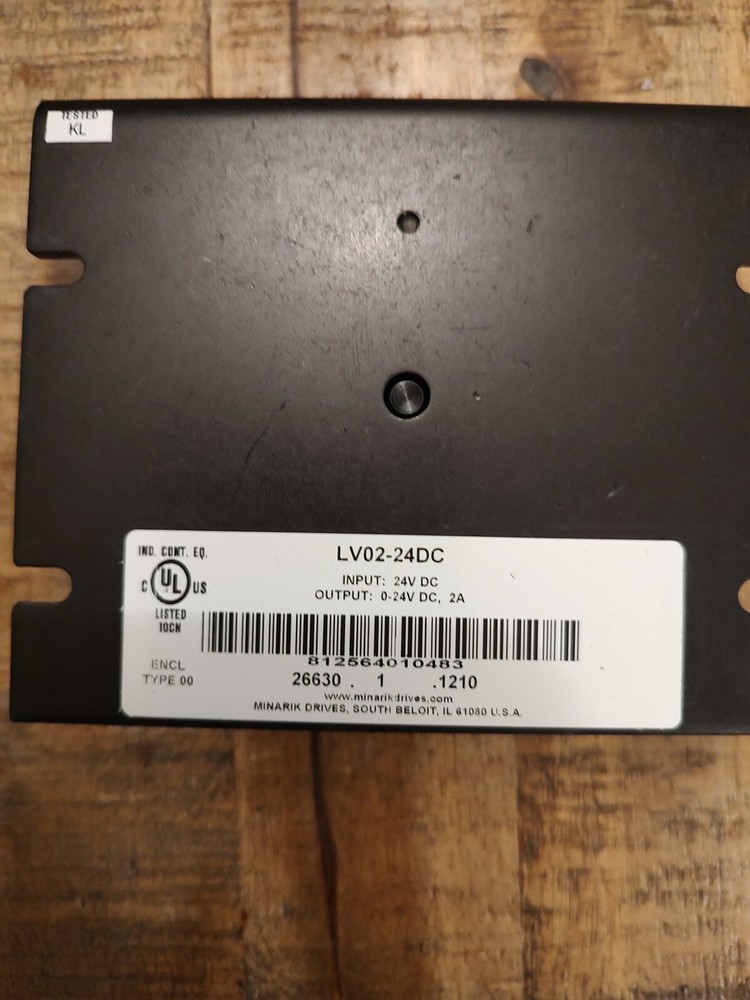 TESTED
KL
IND. CONT. EQ.
C UL US
LISTED
10CN
ENCL
TYPE 00
LV02-24DC
INPUT: 24V DC
OUTPUT: 0-24V DC, 2A
812564010483
26630 . 1 .1210
www.minarikdrives.com
MINARIK DRIVES, SOUTH BELOIT, IL 61080 U.S.A.